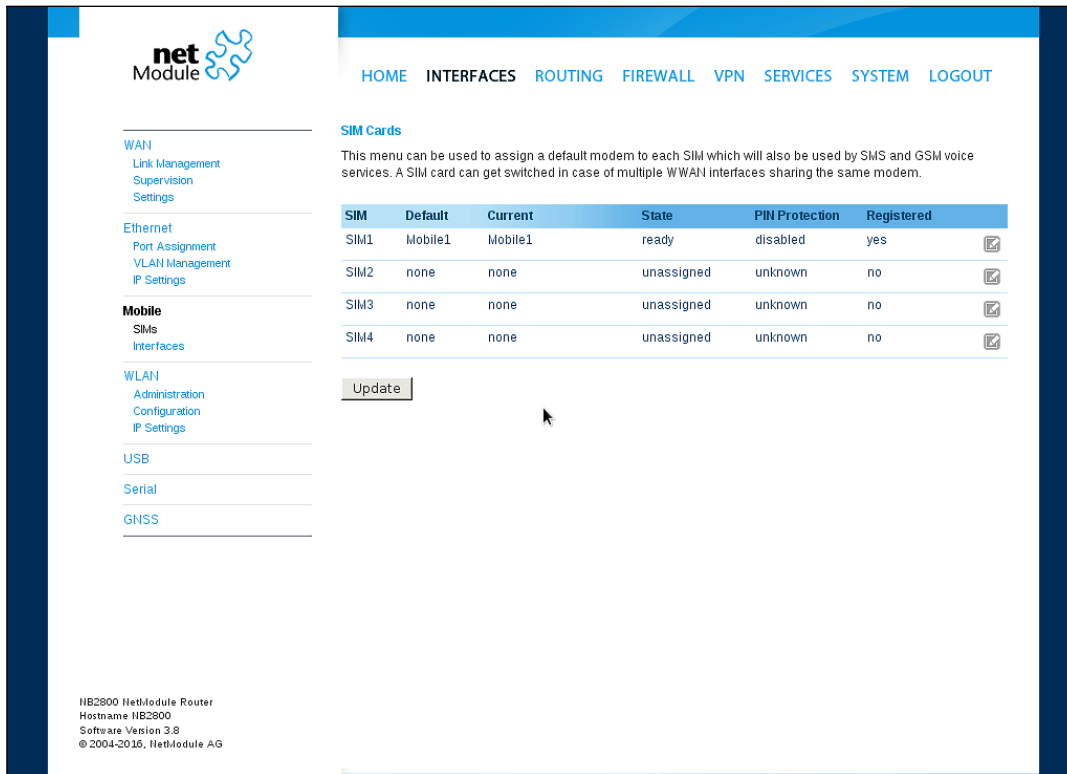 net
Module
HOME INTERFACES ROUTING FIREWALL VPN SERVICES SYSTEM LOGOUT
WAN
Link Management
Supervision
Settings
Ethernet
Port Assignment
VLAN Management
IP Settings
Mobile
SIMs
Interfaces
WLAN
Administration
Configuration
IP Settings
USB
Serial
GNSS
SIM Cards
This menu can be used to assign a default modem to each SIM which will also be used by SMS and GSM voice
services. A SIM card can get switched in case of multiple WWAN interfaces sharing the same modem.
SIM Default Current State PIN Protection Registered
SIM1 Mobile1 Mobile1 ready disabled yes
SIM2 none none unassigned unknown no
SIM3 none none unassigned unknown no
SIM4 none none unassigned unknown no
Update
NB2800 NetModule Router
Hostname NB2800
Software Version 3.8
© 2004-2016, NetModule AG